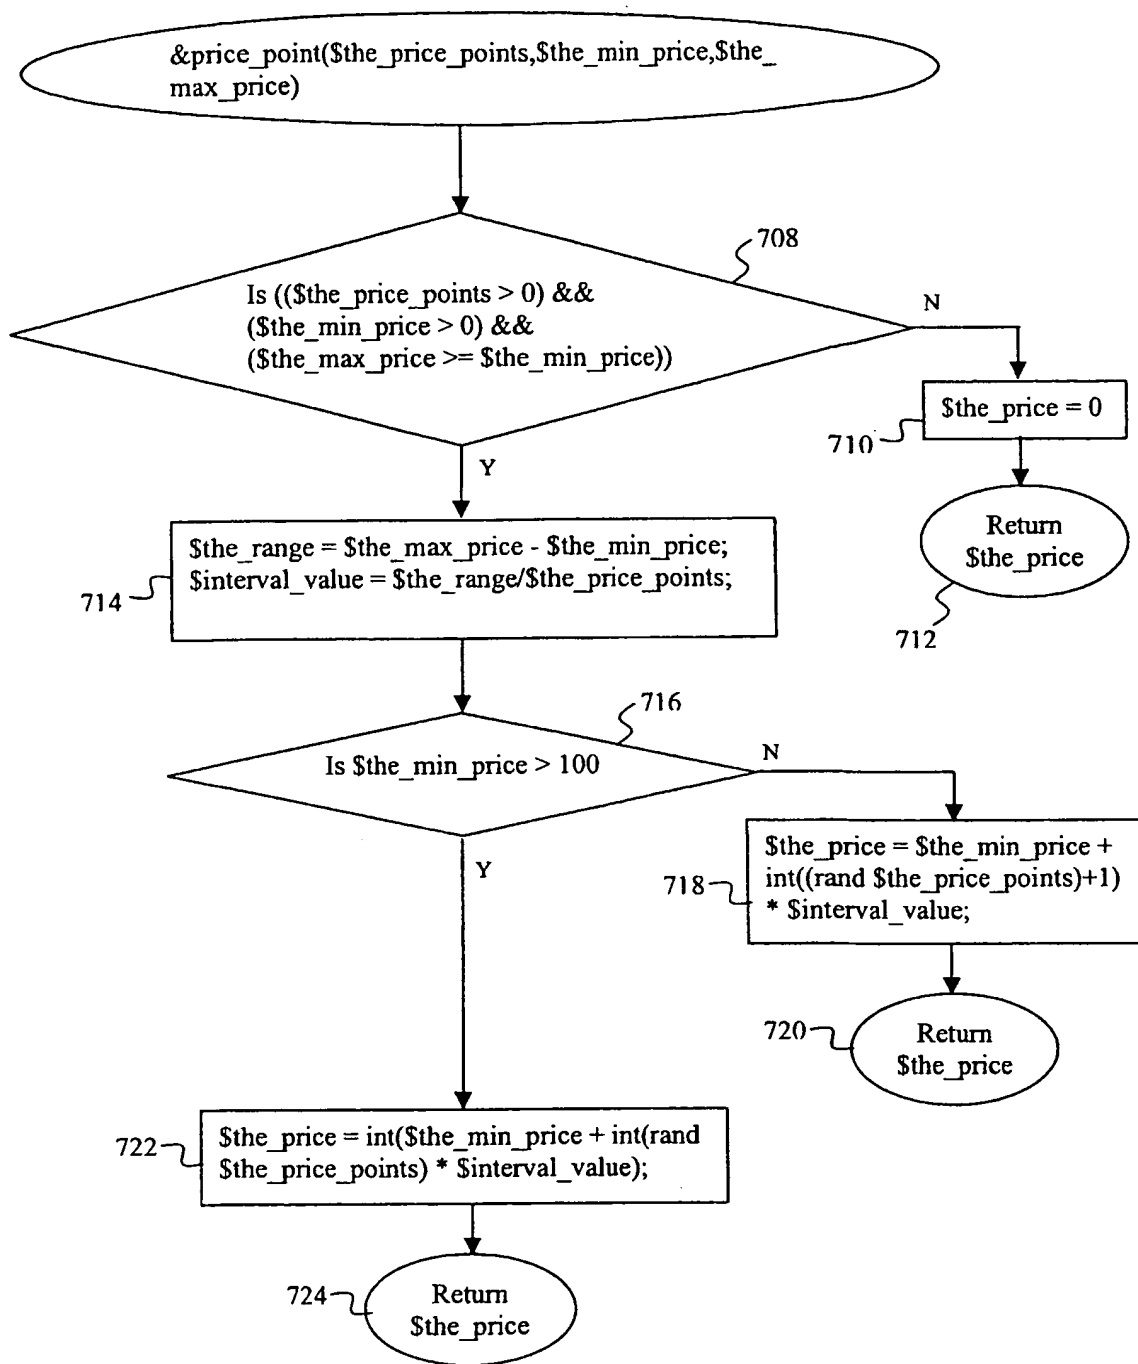 &price_point($the_price_points,$the_min_price,$the_
max_price)
708
Is (($the_price_points > 0) &&
($the_min_price > 0) &&
($the_max_price >= $the_min_price))
N
$the_price = 0
710
Y
Return
$the_price
712
$the_range = $the_max_price - $the_min_price;
$interval_value = $the_range/$the_price_points;
714
716
Is $the_min_price > 100
N
Y
$the_price = $the_min_price +
int((rand $the_price_points)+1)
* $interval_value;
718
720
Return
$the_price
722
$the_price = int($the_min_price + int(rand
$the_price_points) * $interval_value);
724
Return
$the_price